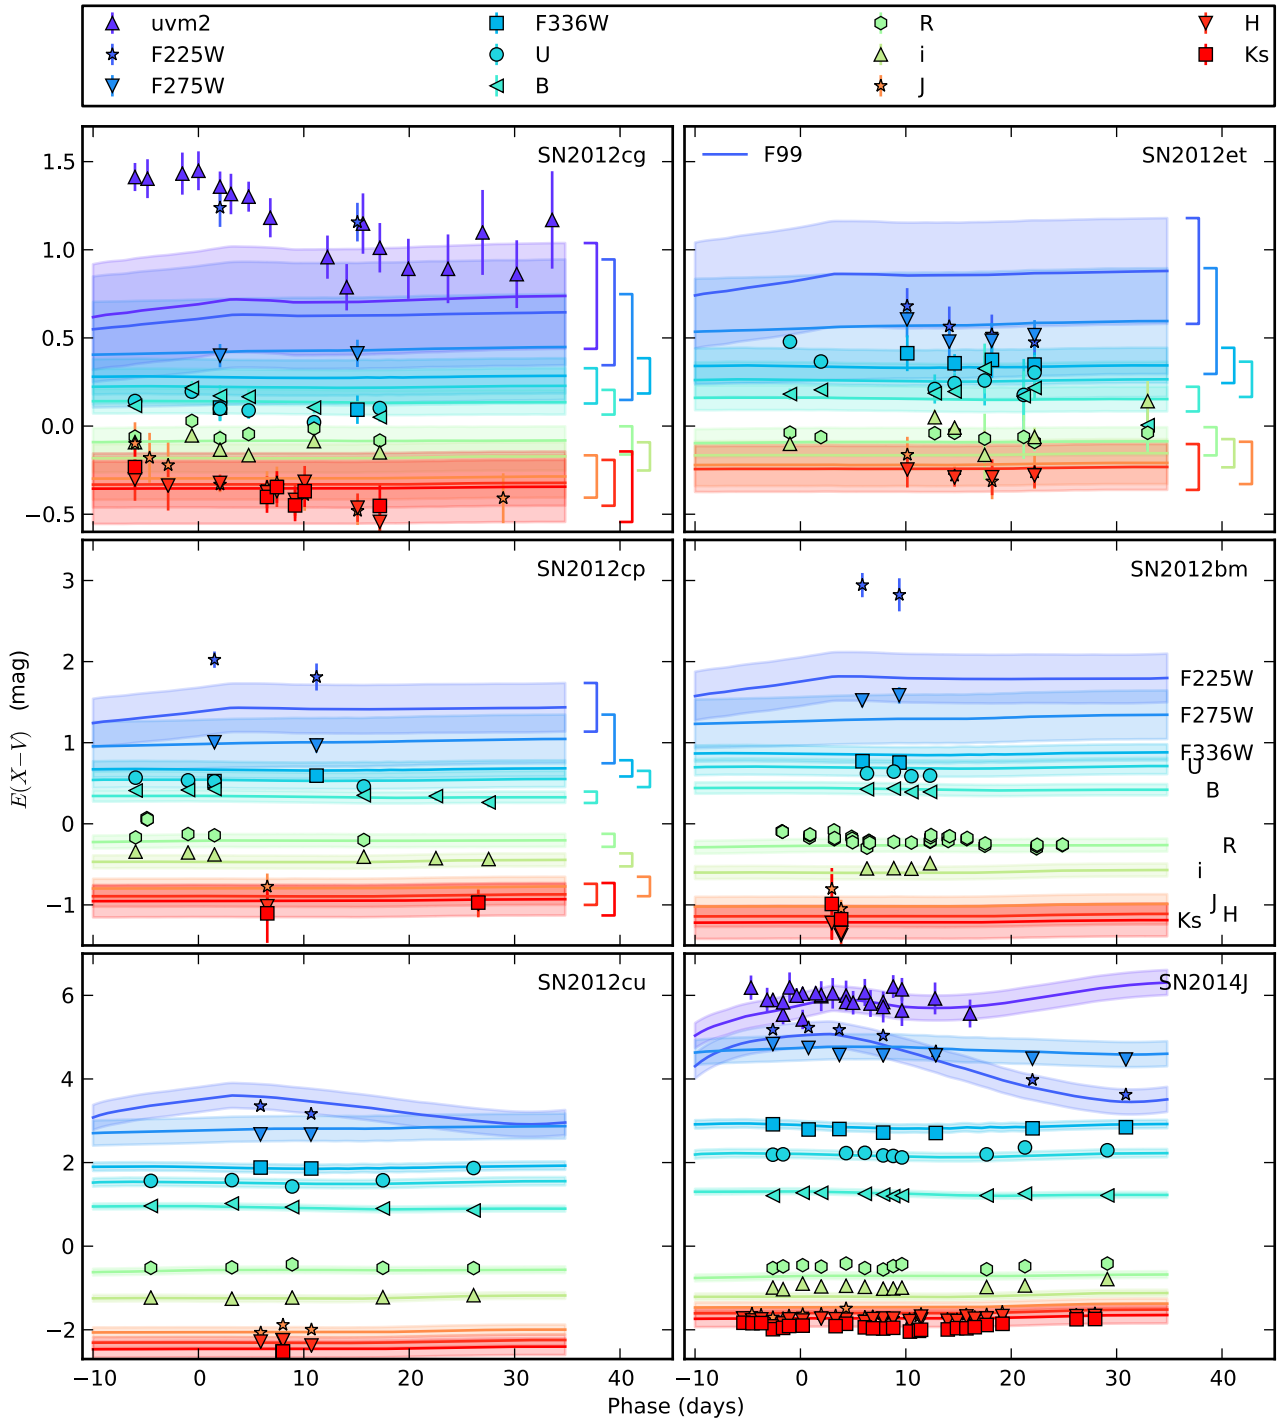 uvm2 F336W R H
F225W U i Ks
F275W B J
SN2012cg
F99 SN2012et
1.5
1.0
0.5
0.0
−0.5
SN2012cp
SN2012bm
3
2
1
0
−1
F225W
F275W
F336W
U
B
R
i
J
H
Ks
E(X−V) (mag)
SN2012cu
SN2014J
6
4
2
0
−2
−10 0 10 20 30 40
−10 0 10 20 30 40
Phase (days)